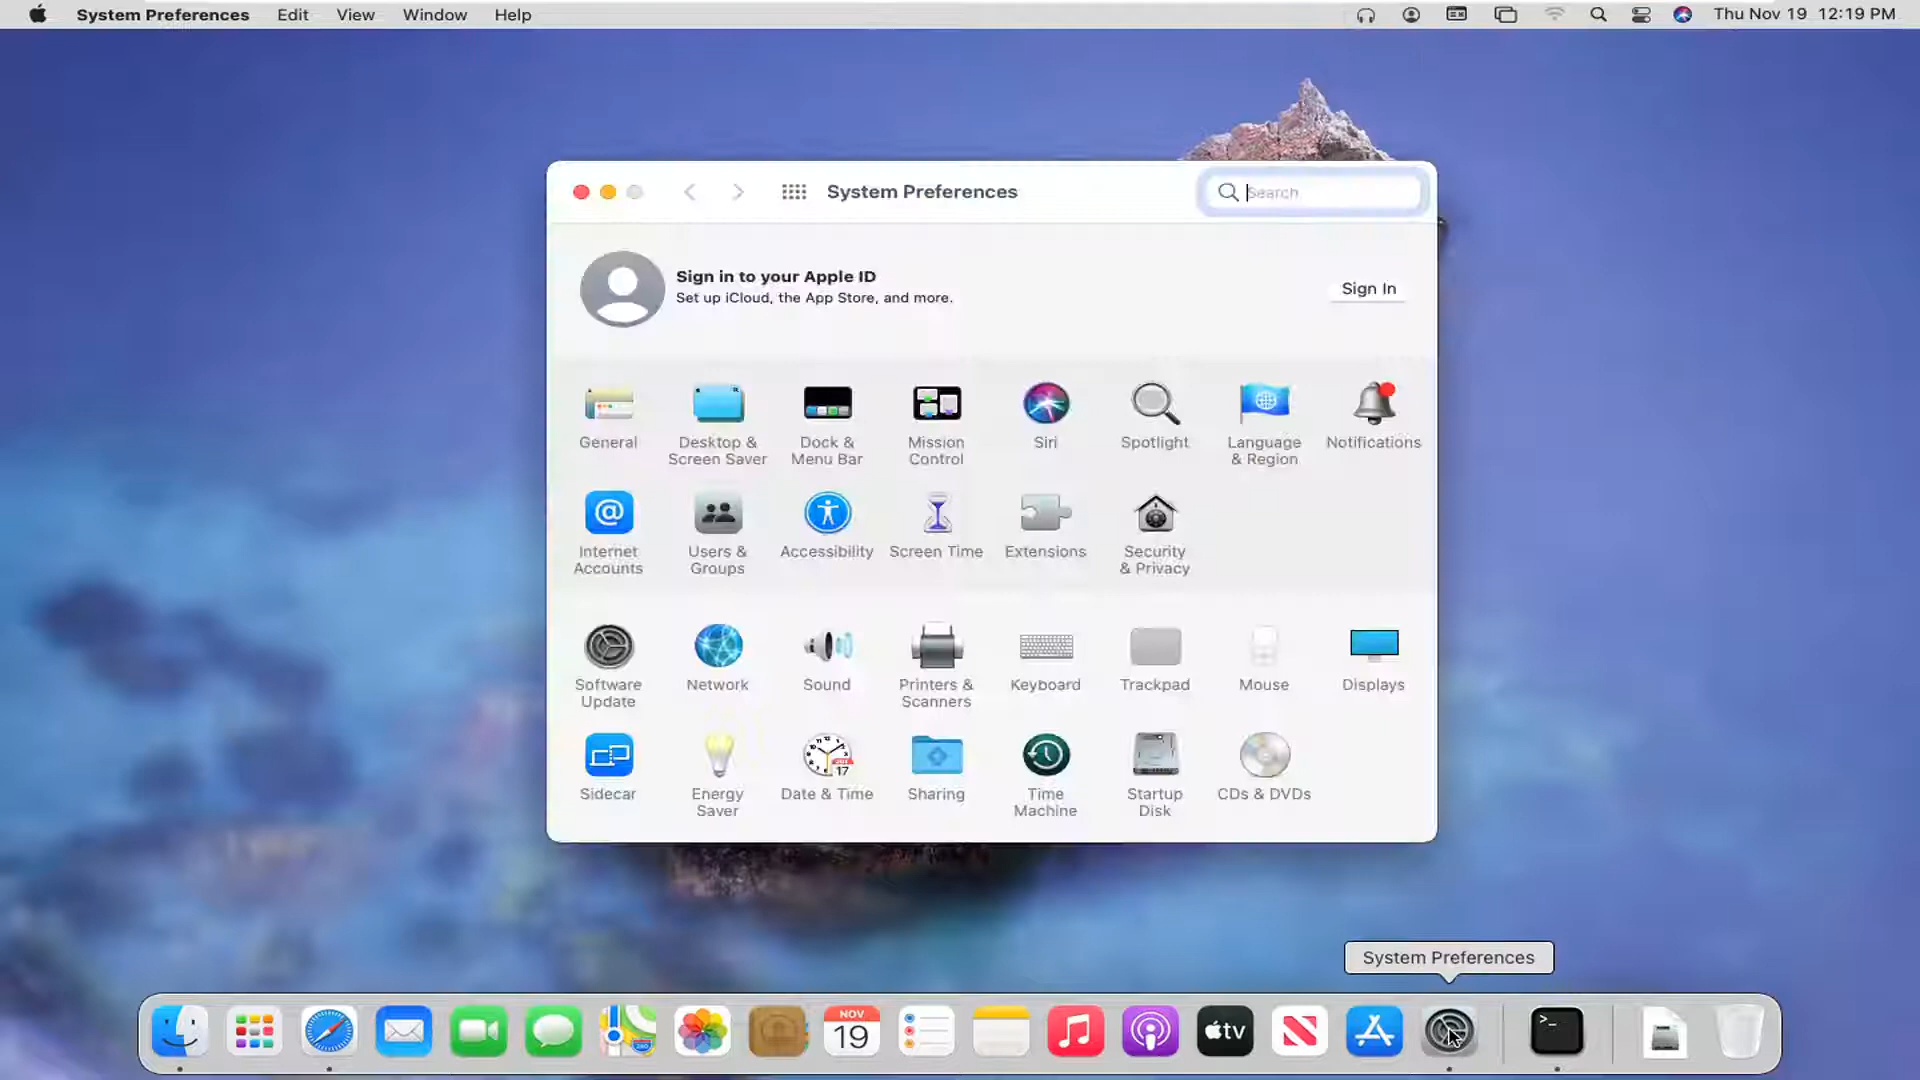 System Preferences Edit View Window Help Thu Nov 19 12:19 PM
System Preferences
Search
Sign in to your Apple ID
Set up iCloud, the App Store, and more.
Sign In
General
Desktop &
Screen Saver
Dock &
Menu Bar
Mission
Control
Siri
Spotlight
Language
& Region
Notifications
@
Internet
Accounts
Users &
Groups
Accessibility
Screen Time
Extensions
Security
& Privacy
Software
Update
Network
Sound
Printers &
Scanners
Keyboard
Trackpad
Mouse
Displays
Sidecar
Energy
Saver
17
Date & Time
Sharing
Time
Machine
Startup
Disk
CDs & DVDs
System Preferences
NOV
19
tv
>_